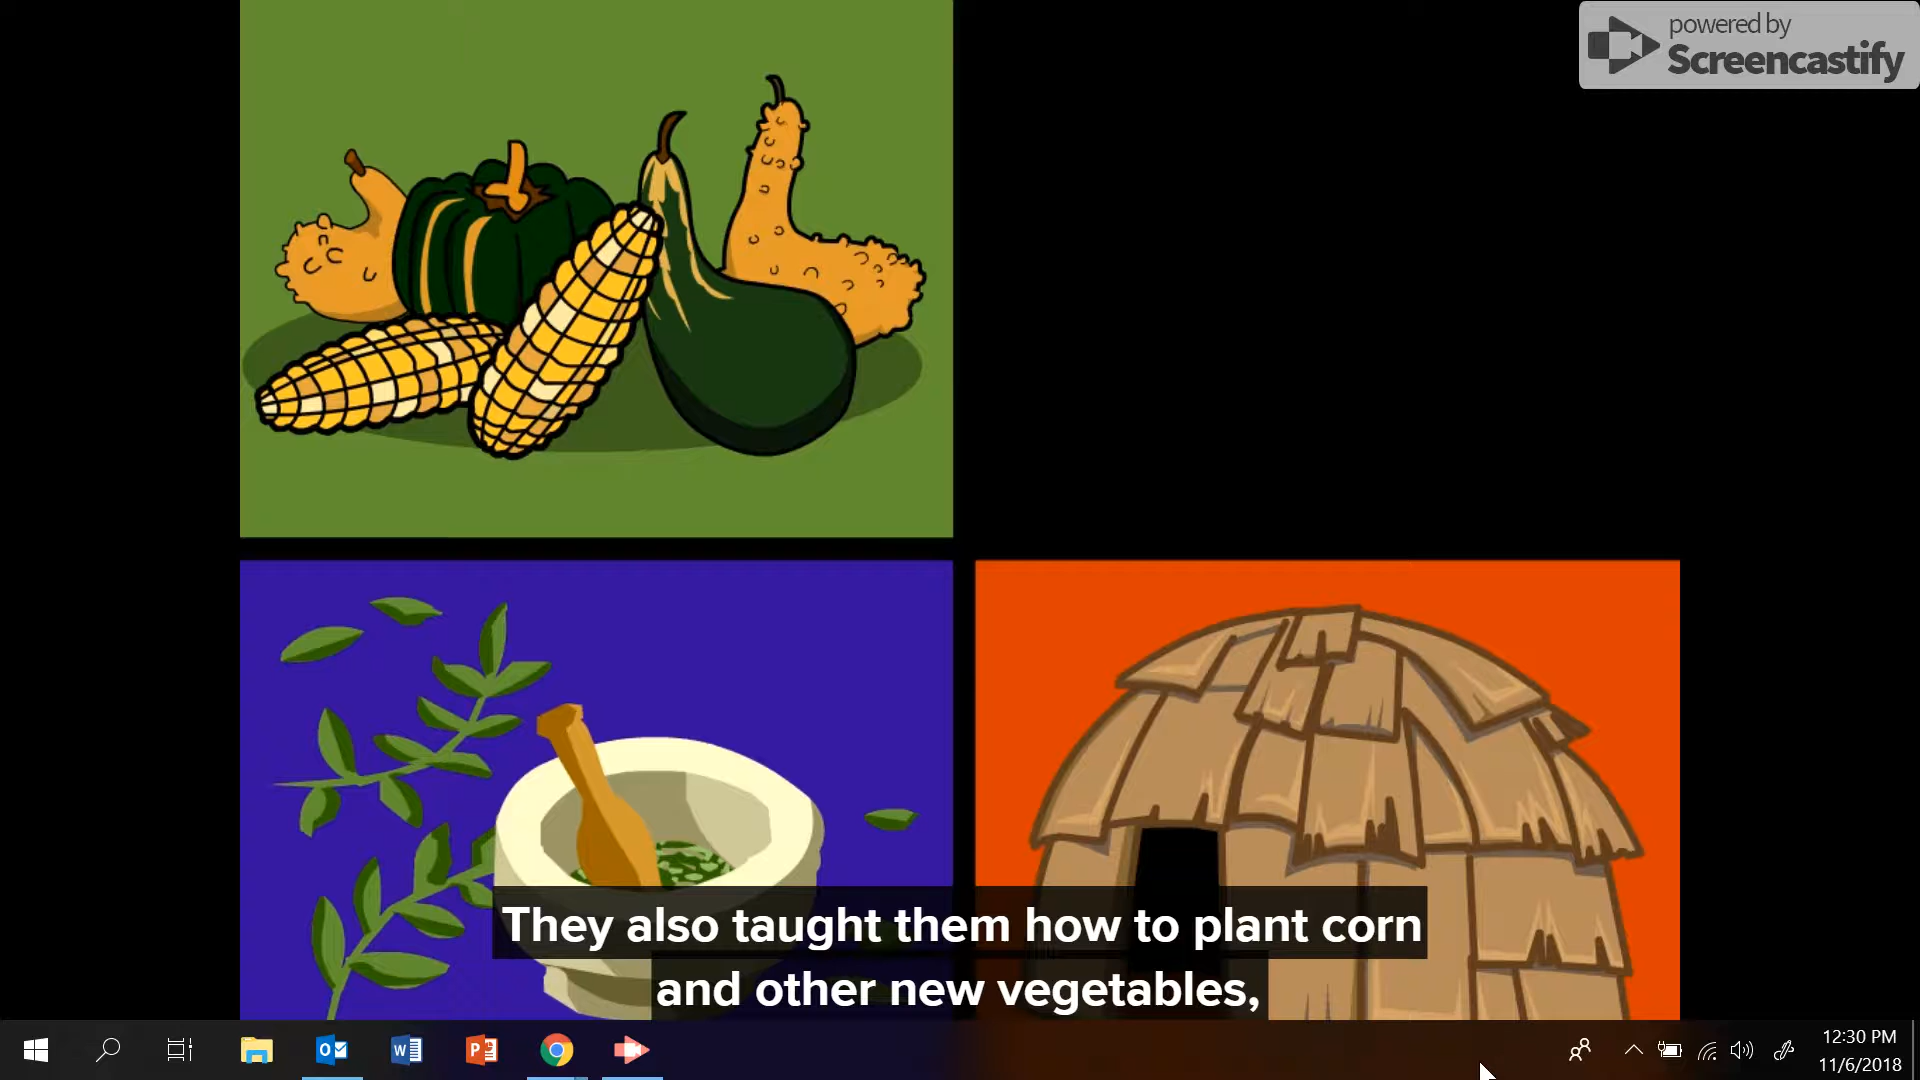 powered by
Screencastify
They also taught them how to plant corn
and other new vegetables,
12:30 PM
11/6/2018